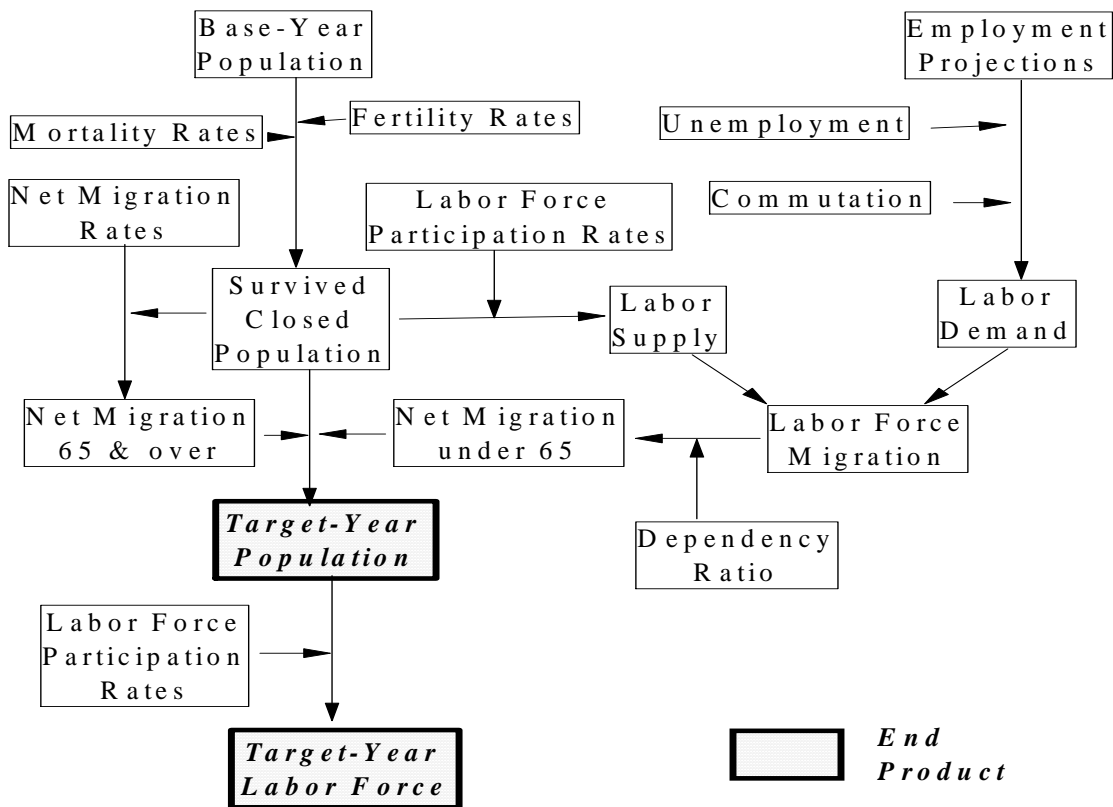 Base-Year
Population
Employment
Projections
Mortality Rates
Fertility Rates
Unemployment
Net Migration
Rates
Labor Force
Participation Rates
Commutation
Survived
Closed
Population
Labor
Supply
Labor
Demand
Net Migration
65 & over
Net Migration
under 65
Labor Force
Migration
Target-Year
Population
Dependency
Ratio
Labor Force
Participation
Rates
Target-Year
Labor Force
End
Product